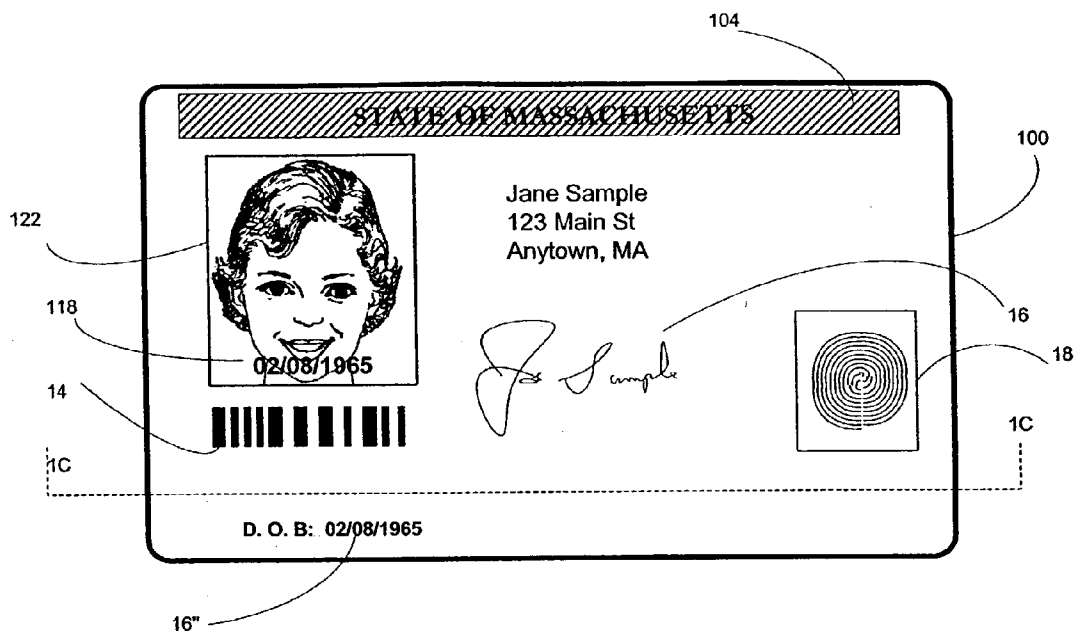 104
STATE OF MASSACHUSETTS
100
Jane Sample
123 Main St
Anytown, MA
122
118
02/08/1965
16
18
14
Sample
1C
1C
D. O. B: 02/08/1965
16"